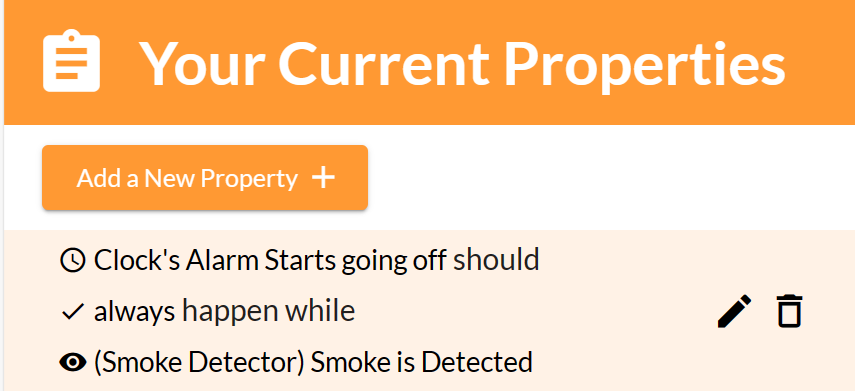 Your Current Properties
Add a New Property +
Clock's Alarm Starts going off should
always happen while
(Smoke Detector) Smoke is Detected